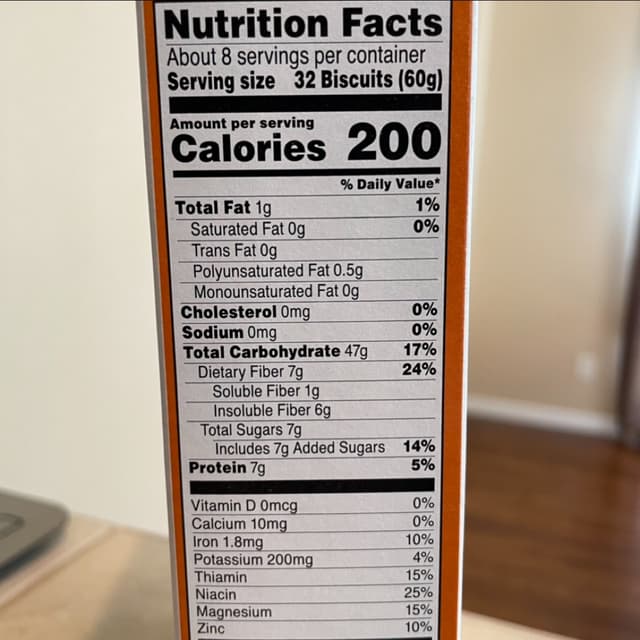 Nutrition Facts
About 8 servings per container
Serving size 32 Biscuits (60g)
Amount per serving
Calories 200
% Daily Value*
Total Fat 1g 1%
Saturated Fat 0g 0%
Trans Fat 0g
Polyunsaturated Fat 0.5g
Monounsaturated Fat 0g
Cholesterol 0mg 0%
Sodium 0mg 0%
Total Carbohydrate 47g 17%
Dietary Fiber 7g 24%
Soluble Fiber 1g
Insoluble Fiber 6g
Total Sugars 7g
Includes 7g Added Sugars 14%
Protein 7g 5%
Vitamin D 0mcg 0%
Calcium 10mg 0%
Iron 1.8mg 10%
Potassium 200mg 4%
Thiamin 15%
Niacin 25%
Magnesium 15%
Zinc 10%